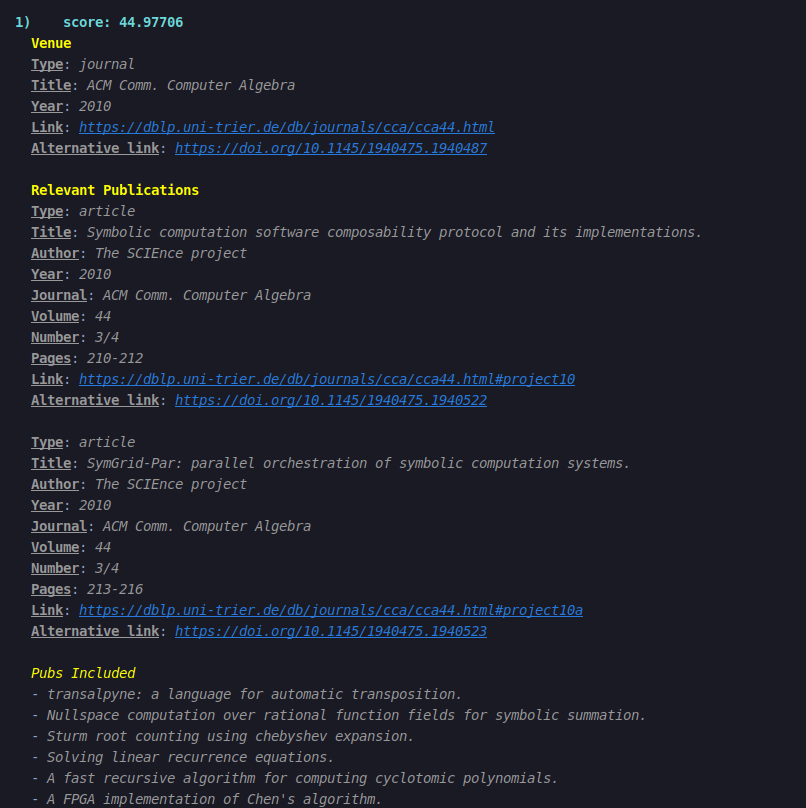 1)    score: 44.97706
Venue
Type: journal
Title: ACM Comm. Computer Algebra
Year: 2010
Link: https://dblp.uni-trier.de/db/journals/cca/cca44.html
Alternative link: https://doi.org/10.1145/1940475.1940487
Relevant Publications
Type: article
Title: Symbolic computation software composability protocol and its implementations.
Author: The SCIEnce project
Year: 2010
Journal: ACM Comm. Computer Algebra
Volume: 44
Number: 3/4
Pages: 210-212
Link: https://dblp.uni-trier.de/db/journals/cca/cca44.html#project10
Alternative link: https://doi.org/10.1145/1940475.1940522
Type: article
Title: SymGrid-Par: parallel orchestration of symbolic computation systems.
Author: The SCIEnce project
Year: 2010
Journal: ACM Comm. Computer Algebra
Volume: 44
Number: 3/4
Pages: 213-216
Link: https://dblp.uni-trier.de/db/journals/cca/cca44.html#project10a
Alternative link: https://doi.org/10.1145/1940475.1940523
Pubs Included
- transalpyne: a language for automatic transposition.
- Nullspace computation over rational function fields for symbolic summation.
- Sturm root counting using chebyshev expansion.
- Solving linear recurrence equations.
- A fast recursive algorithm for computing cyclotomic polynomials.
- A FPGA implementation of Chen's algorithm.